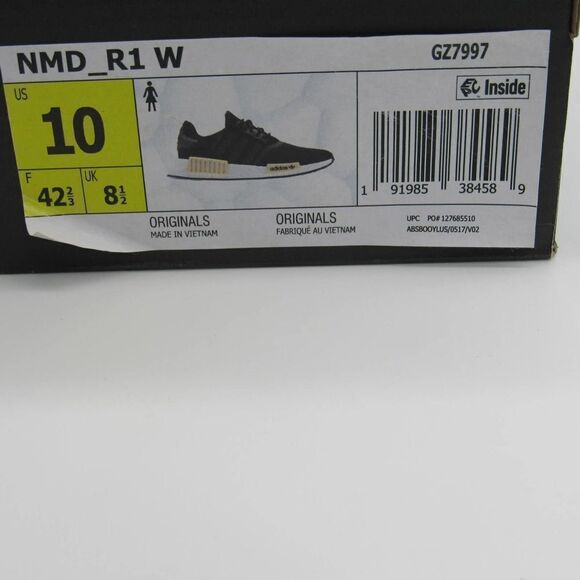 NMD_R1 W
GZ7997
US
10
F
42⅔
UK
8½
adidas
Inside
1 91985 38458 9
ORIGINALS
MADE IN VIETNAM
ORIGINALS
FABRIQUÉ AU VIETNAM
UPC PO# 127685510
ABSBOOYLUS/0517/V02